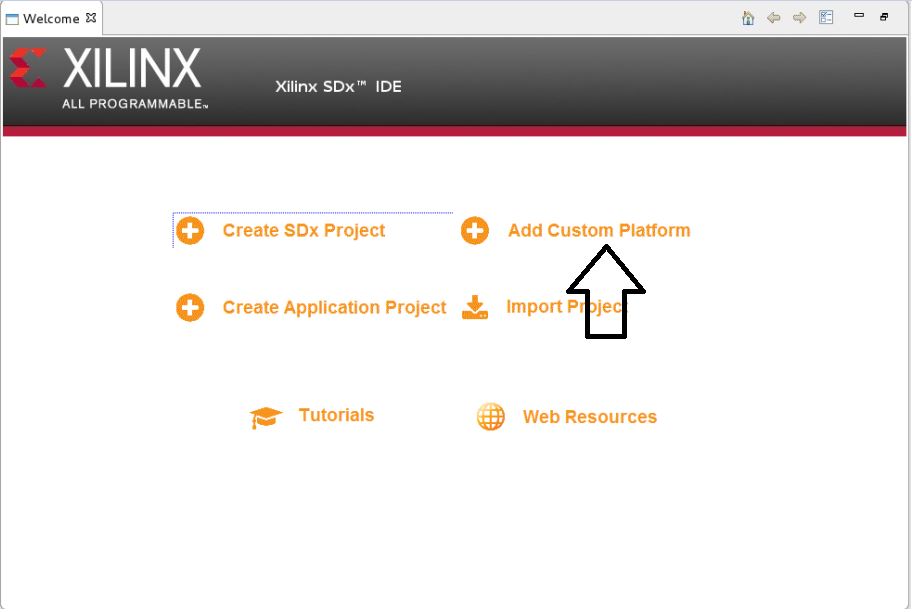 Welcome
XILINX
ALL PROGRAMMABLE™
Xilinx SDx™ IDE
Create SDx Project
Add Custom Platform
Create Application Project
Import Project
Tutorials
Web Resources